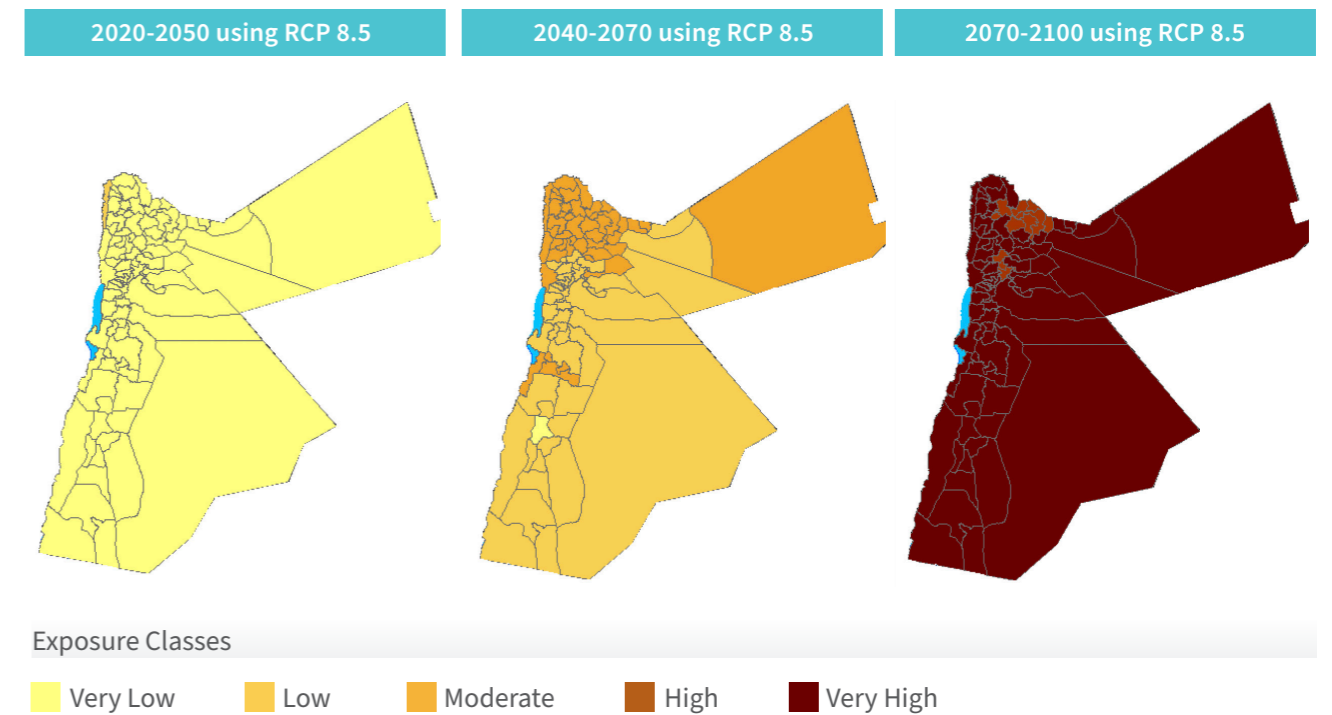 2020-2050 using RCP 8.5
2040-2070 using RCP 8.5
2070-2100 using RCP 8.5
Exposure Classes
Very Low
Low
Moderate
High
Very High